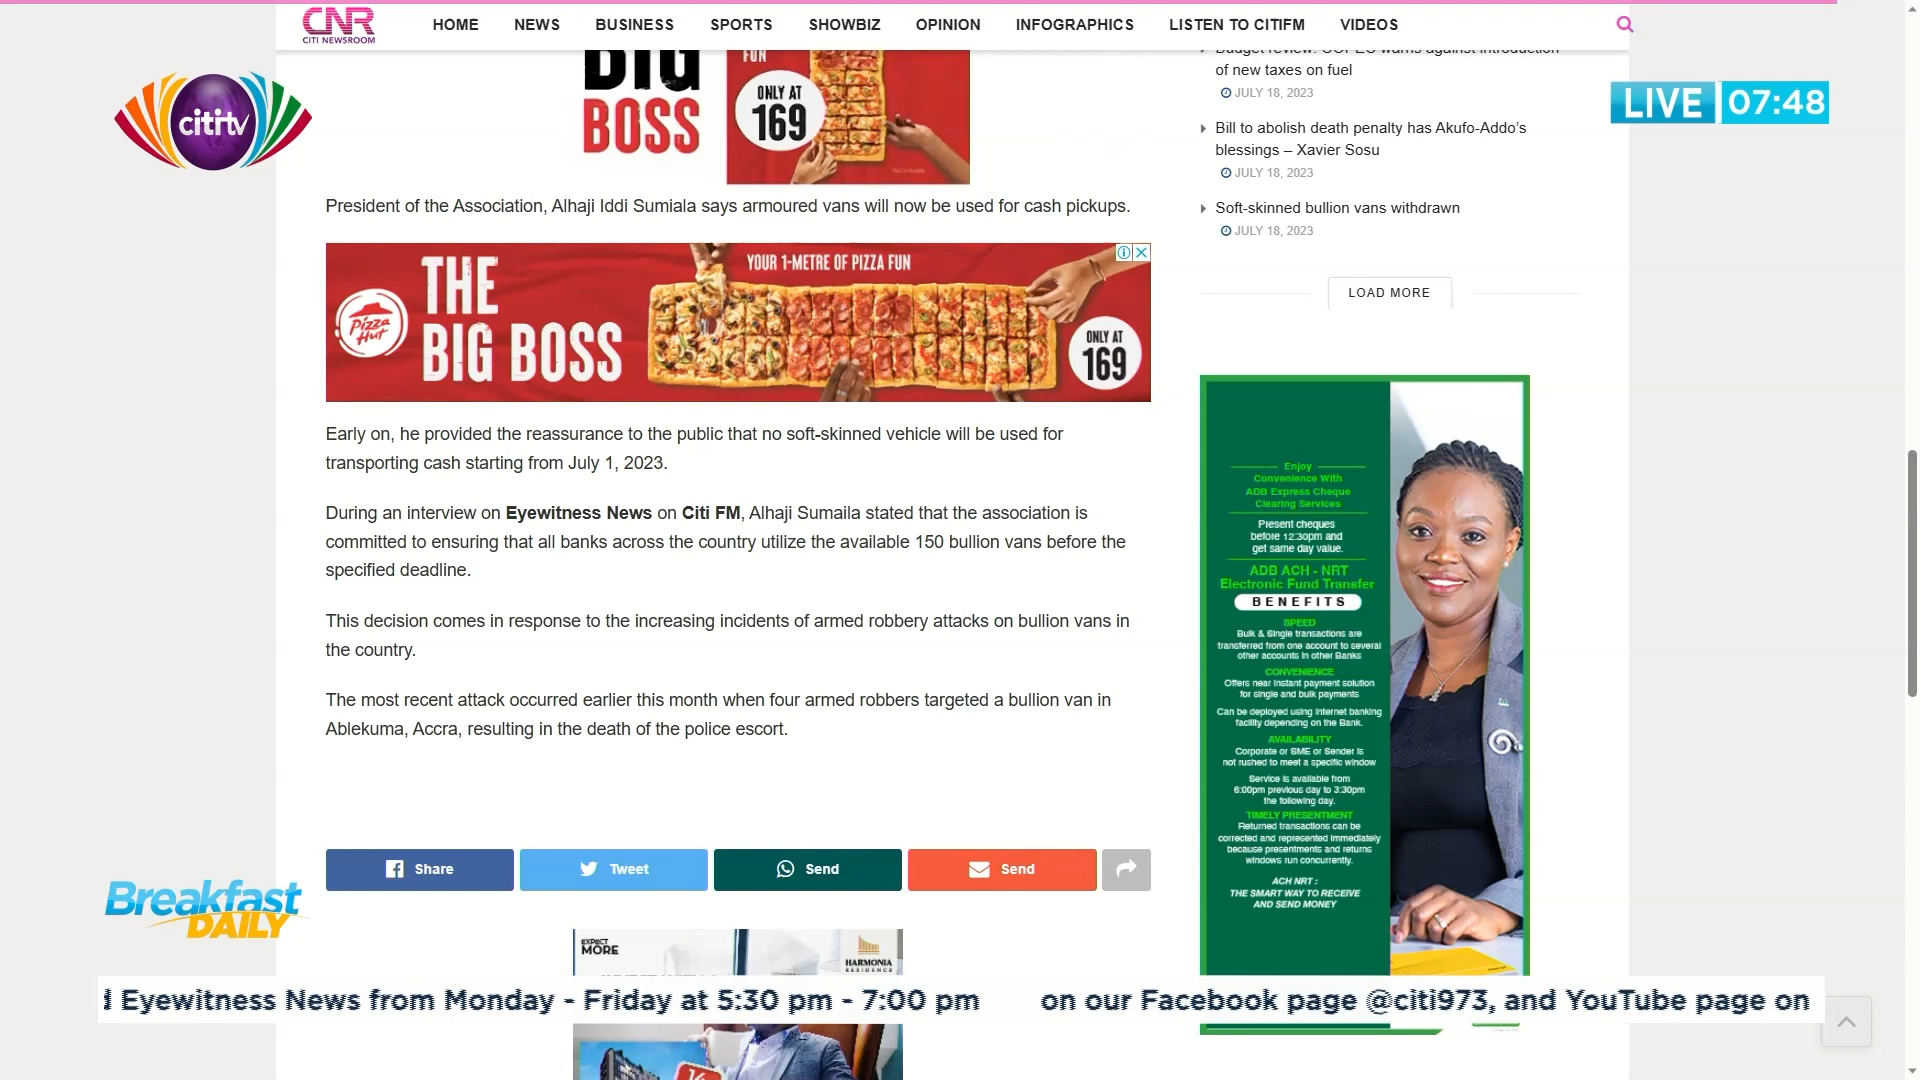 CNR
CITI NEWSROOM
HOME NEWS BUSINESS SPORTS SHOWBIZ OPINION INFOGRAPHICS LISTEN TO CITIFM VIDEOS
cititv
LIVE 07:48
BIG
BOSS
FUN
ONLY AT
169
President of the Association, Alhaji Iddi Sumiala says armoured vans will now be used for cash pickups.
Pizza
Hut
THE
BIG BOSS
YOUR 1-METRE OF PIZZA FUN
ONLY AT
169
Early on, he provided the reassurance to the public that no soft-skinned vehicle will be used for
transporting cash starting from July 1, 2023.
During an interview on Eyewitness News on Citi FM, Alhaji Sumaila stated that the association is
committed to ensuring that all banks across the country utilize the available 150 bullion vans before the
specified deadline.
This decision comes in response to the increasing incidents of armed robbery attacks on bullion vans in
the country.
The most recent attack occurred earlier this month when four armed robbers targeted a bullion van in
Ablekuma, Accra, resulting in the death of the police escort.
Share Tweet Send Send
EXPECT
MORE
HARMONIA
RESIDENCE
Budget review: COPEC warns against introduction
of new taxes on fuel
JULY 18, 2023
Bill to abolish death penalty has Akufo-Addo’s
blessings – Xavier Sosu
JULY 18, 2023
Soft-skinned bullion vans withdrawn
JULY 18, 2023
LOAD MORE
Enjoy
Convenience With
ADB Express Cheque
Clearing Services
Present cheques
before 12:30pm and
get same day value.
ADB ACH - NRT
Electronic Fund Transfer
BENEFITS
SPEED
Bulk & Single transactions are
transferred from one account to several
other accounts in other Banks
CONVENIENCE
Offers near instant payment solution
for single and bulk payments
Can be deployed using internet banking
facility depending on the Bank.
AVAILABILITY
Corporate or SME or Sender is
not rushed to meet a specific window
Service is available from
6:00pm previous day to 3:30pm
the following day.
TIMELY PRESENTMENT
Returned transactions can be
corrected and represented immediately
because presentments and returns
windows run concurrently.
ACH NRT :
THE SMART WAY TO RECEIVE
AND SEND MONEY
Breakfast
DAILY
Eyewitness News from Monday - Friday at 5:30 pm - 7:00 pm on our Facebook page @citi973, and YouTube page on